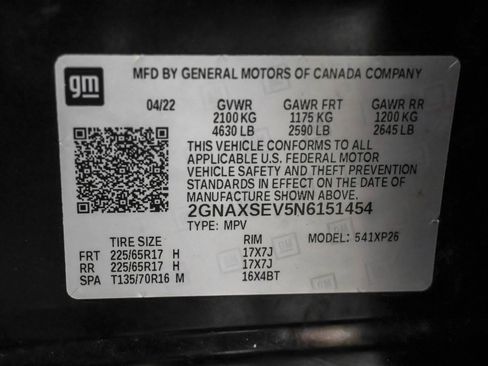 gm
MFD BY GENERAL MOTORS OF CANADA COMPANY
04/22 GVWR GAWR FRT GAWR RR
2100 KG 1175 KG 1200 KG
4630 LB 2590 LB 2645 LB
THIS VEHICLE CONFORMS TO ALL
APPLICABLE U.S. FEDERAL MOTOR
VEHICLE SAFETY AND THEFT PREVENTION
STANDARDS IN EFFECT ON THE DATE OF
MANUFACTURE SHOWN ABOVE.
2GNAXSEV5N6151454
TYPE: MPV
TIRE SIZE RIM MODEL: 541XP26
FRT 225/65R17 H 17X7J
RR 225/65R17 H 17X7J
SPA T135/70R16 M 16X4BT